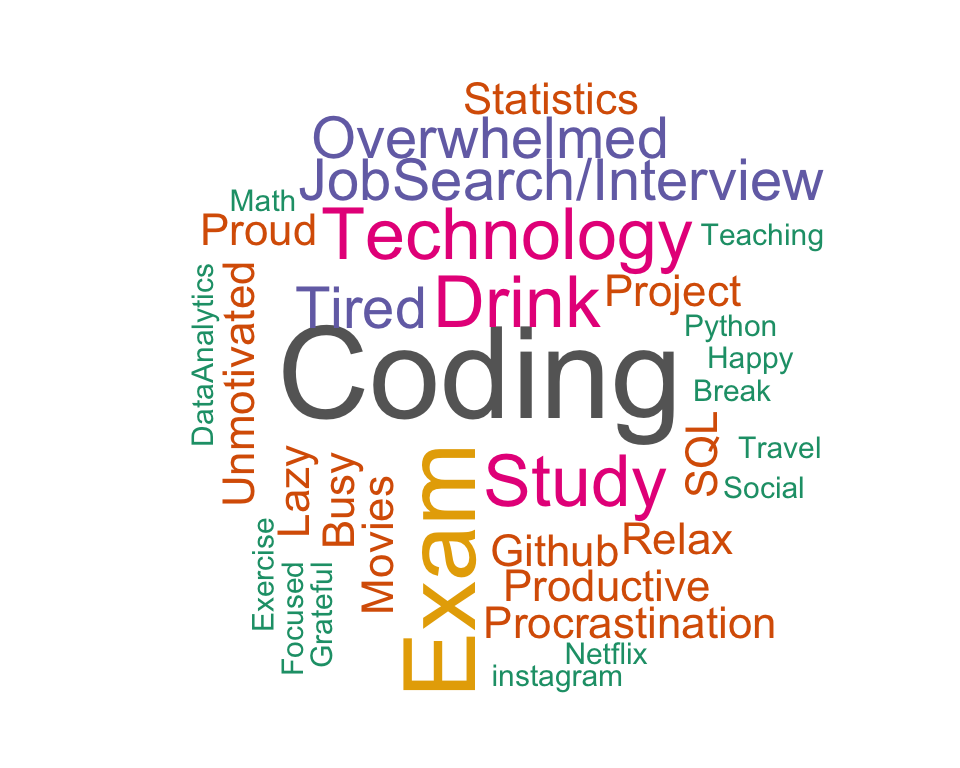 Statistics
Overwhelmed
JobSearch/Interview
Math
Proud
Technology
Teaching
DataAnalytics
Unmotivated
Tired
Drink
Project
Python
Coding
Happy
Break
SQL
Travel
Social
Lazy
Busy
Movies
Exam
Study
Exercise
Focused
Grateful
Github
Relax
Productive
Procrastination
Netflix
instagram